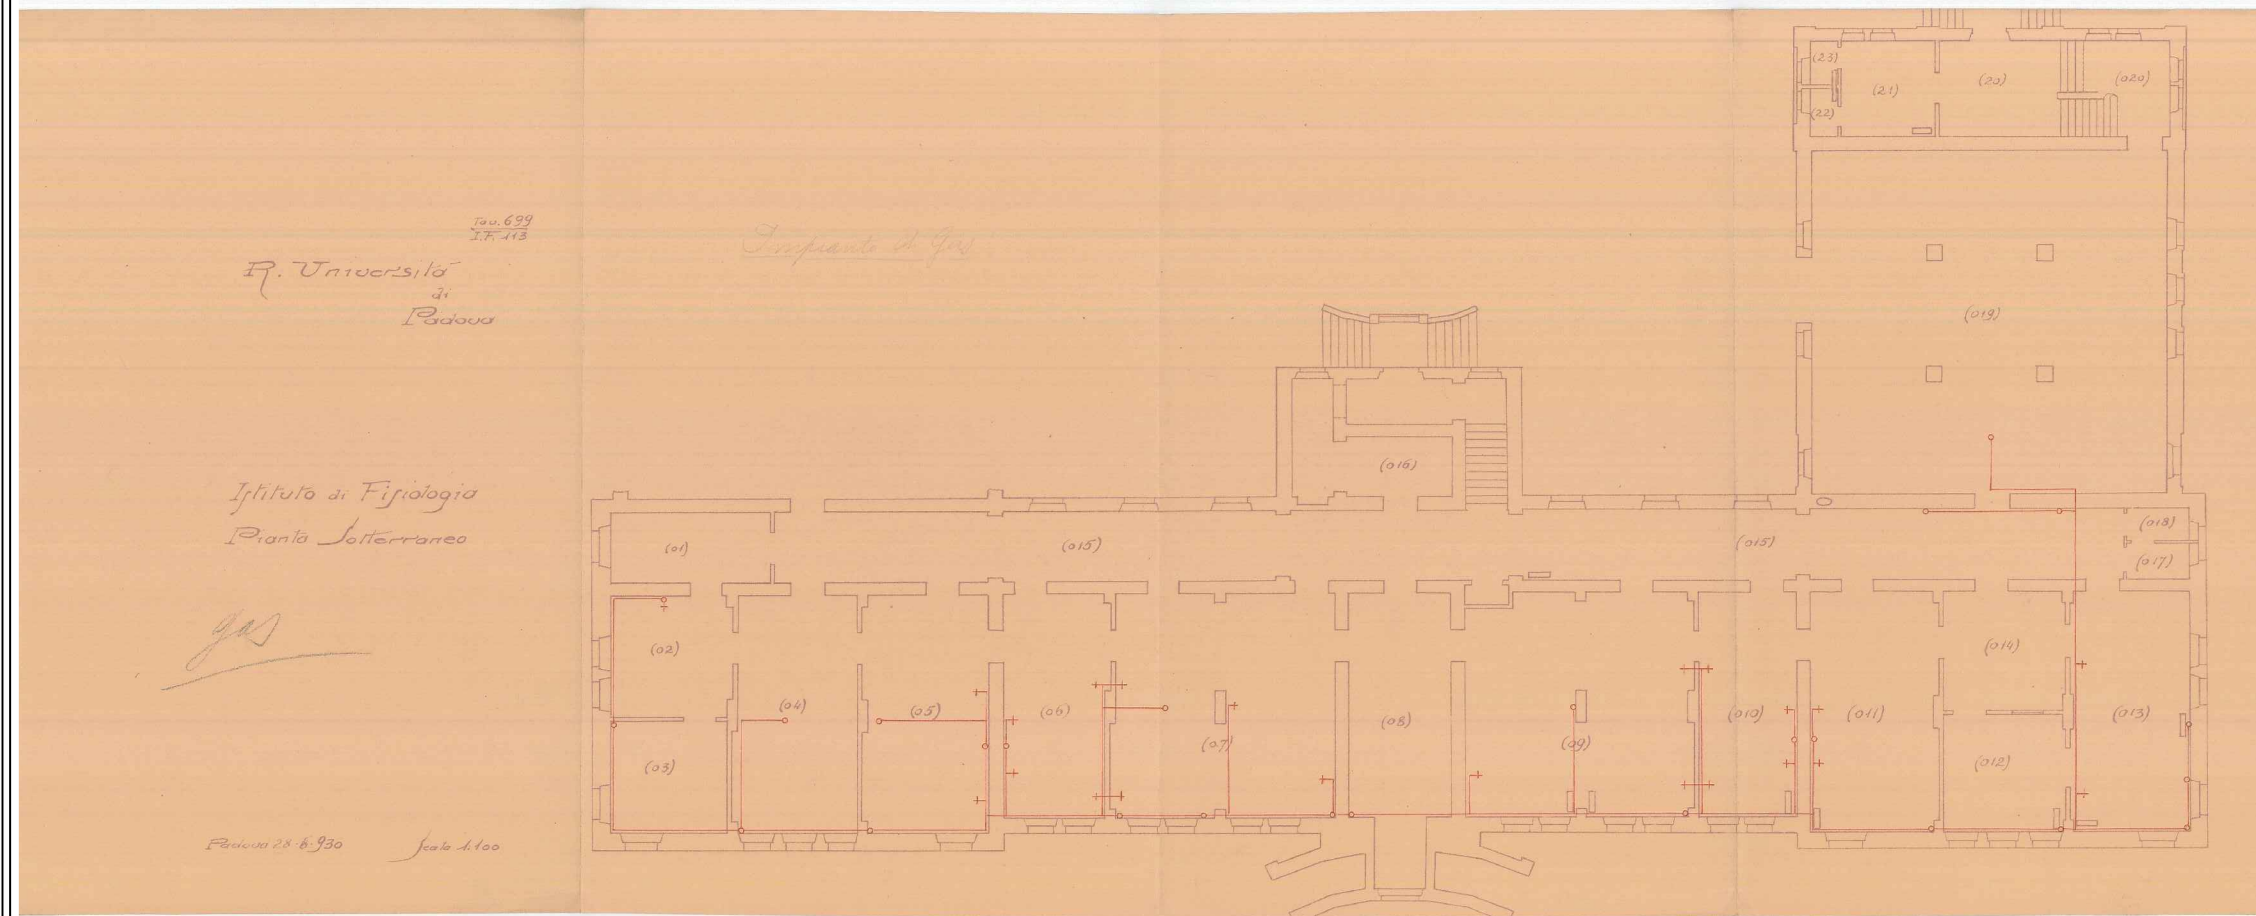 Tav. 699
I.F. 113
R. Università
di
Padova
Impianto di Gas
Istituto di Fisiologia
Pianta Sotterraneo
gas
Padova 28-6-930
Scala 1:100
(23)
(22)
(21)
(20)
(020)
(019)
(016)
(01)
(015)
(015)
(018)
(017)
(02)
(03)
(04)
(05)
(06)
(07)
(08)
(09)
(010)
(011)
(014)
(012)
(013)